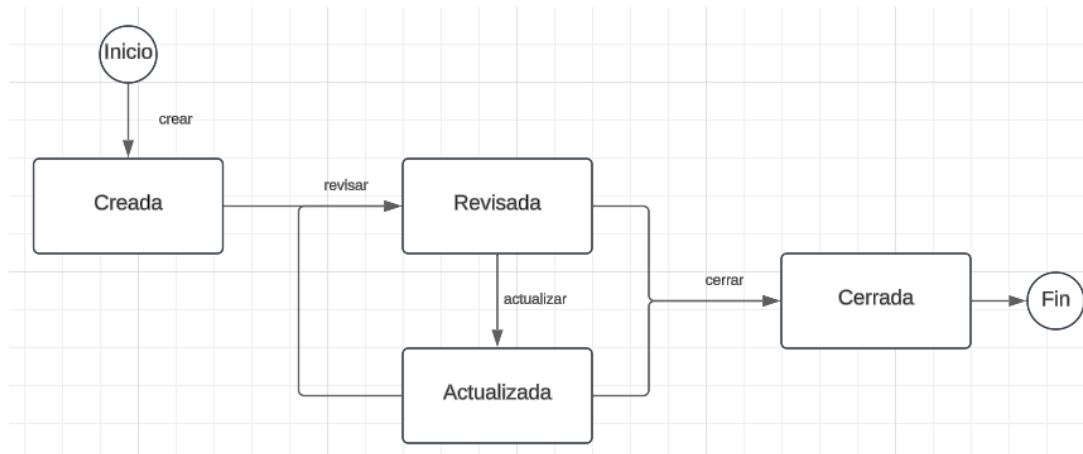 Inicio
crear
Creada
revisar
Revisada
actualizar
Actualizada
cerrar
Cerrada
Fin